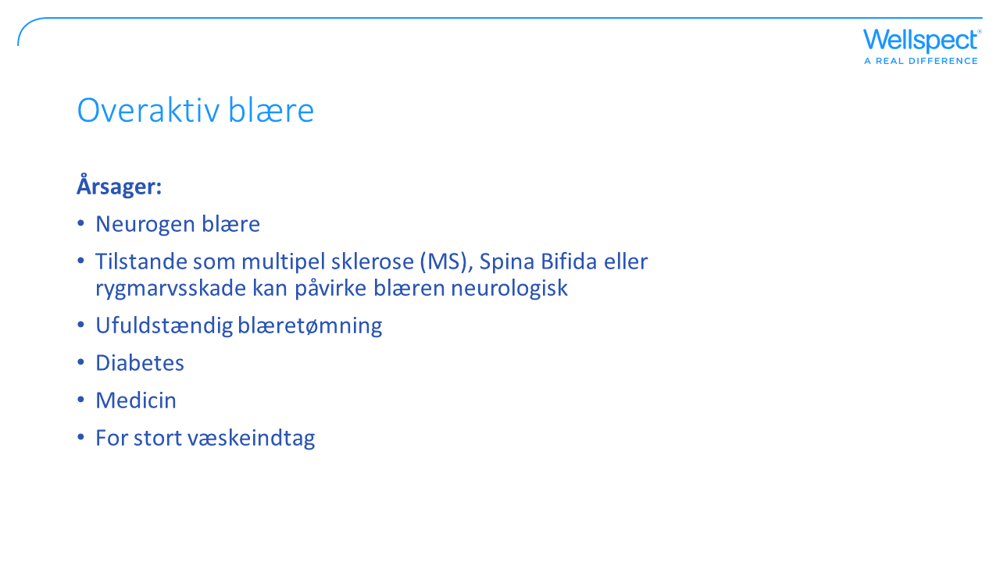 Wellspect®
A REAL DIFFERENCE
Overaktiv blære
Årsager:
• Neurogen blære
• Tilstande som multipel sklerose (MS), Spina Bifida eller
rygmarvsskade kan påvirke blæren neurologisk
• Ufuldstændig blæretømning
• Diabetes
• Medicin
• For stort væskeindtag